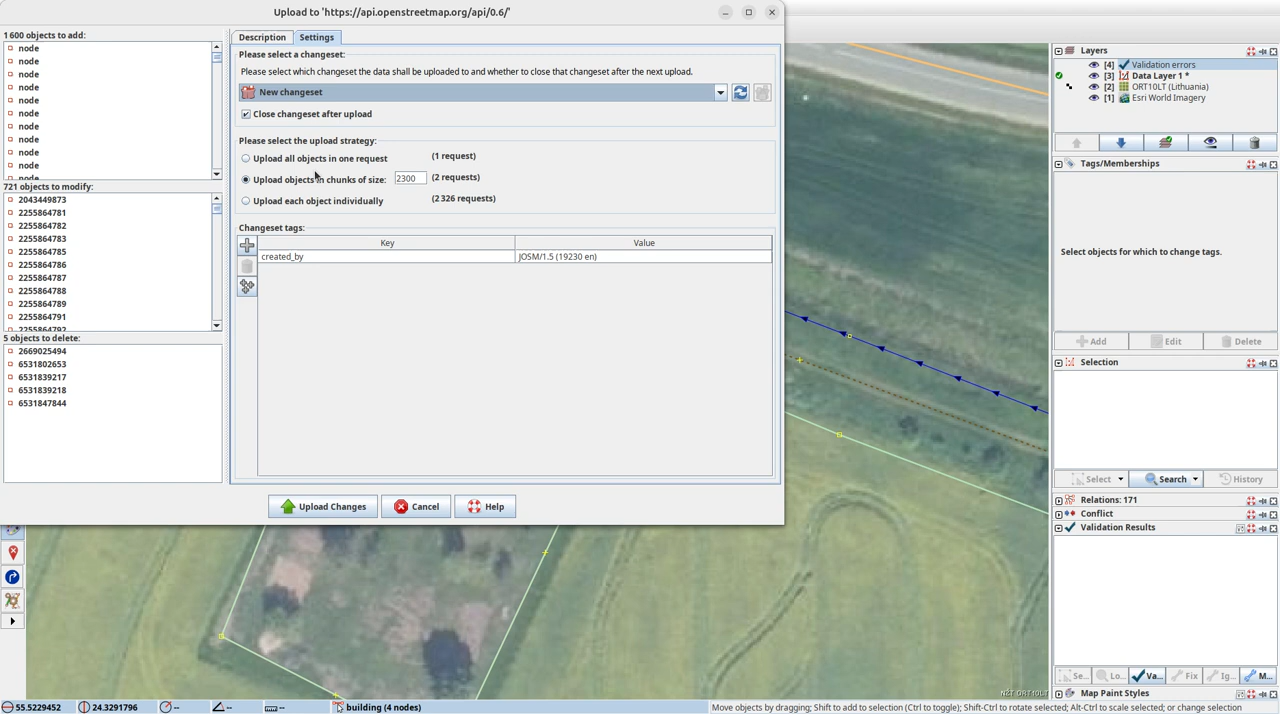 Upload to 'https://api.openstreetmap.org/api/0.6/'
1 600 objects to add:
node
node
node
node
node
node
node
node
node
node
node
721 objects to modify:
2043449873
2255864781
2255864782
2255864783
2255864785
2255864786
2255864787
2255864788
2255864789
2255864791
2255864792
5 objects to delete:
2669025494
6531802653
6531839217
6531839218
6531847844
Description
Settings
Please select a changeset:
Please select which changeset the data shall be uploaded to and whether to close that changeset after the next upload.
New changeset
Close changeset after upload
Please select the upload strategy:
Upload all objects in one request (1 request)
Upload objects in chunks of size: 2300 (2 requests)
Upload each object individually (2 326 requests)
Changeset tags:
Key Value
created_by JOSM/1.5 (19230 en)
Upload Changes
Cancel
Help
Layers
[4] Validation errors
[3] Data Layer 1 *
[2] ORT10LT (Lithuania)
[1] Esri World Imagery
Tags/Memberships
Select objects for which to change tags.
Add
Edit
Delete
Selection
Select
Search
History
Relations: 171
Conflict
Validation Results
Se...
Lo...
Va...
Fix
Ig...
M...
Map Paint Styles
NŽT ORT10LT
55.5229452
24.3291796
--
--
--
building (4 nodes)
Move objects by dragging; Shift to add to selection (Ctrl to toggle); Shift-Ctrl to rotate selected; Alt-Ctrl to scale selected; or change selection